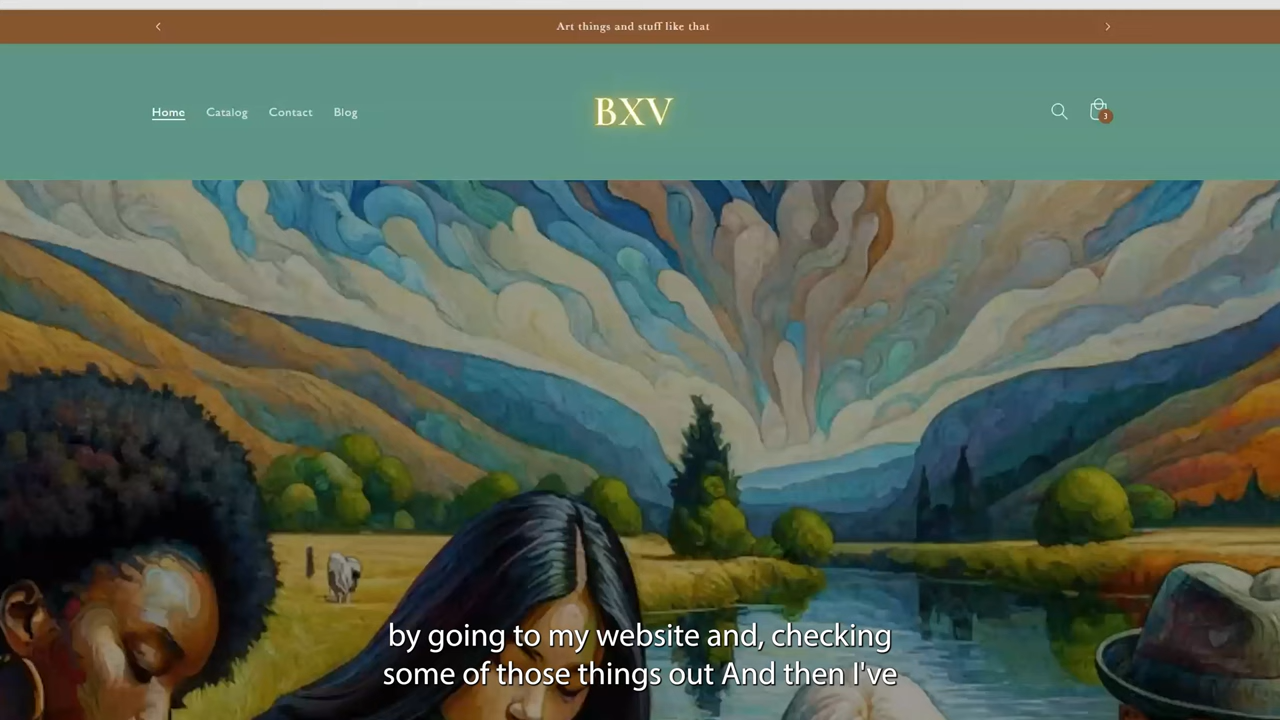 Art things and stuff like that
Home Catalog Contact Blog
BXV
3
by going to my website and, checking
some of those things out And then I've